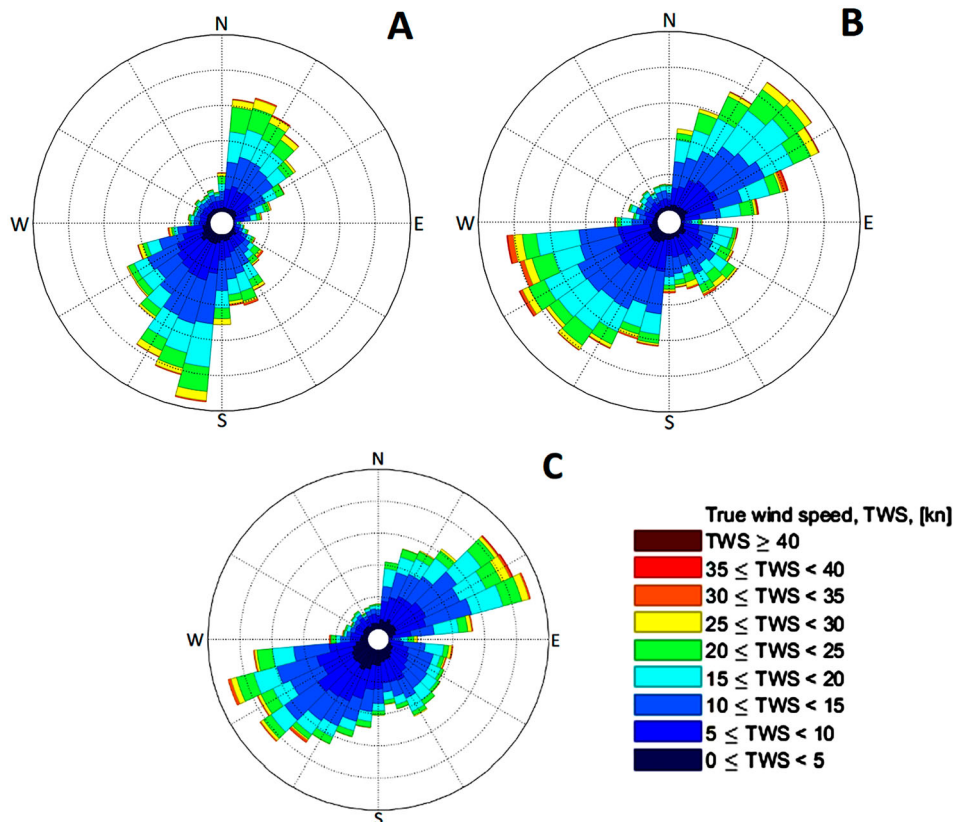 A
N
W
E
S
B
N
W
E
S
C
N
W
E
S
True wind speed, TWS, [kn]
TWS ≥ 40
35 ≤ TWS < 40
30 ≤ TWS < 35
25 ≤ TWS < 30
20 ≤ TWS < 25
15 ≤ TWS < 20
10 ≤ TWS < 15
5 ≤ TWS < 10
0 ≤ TWS < 5